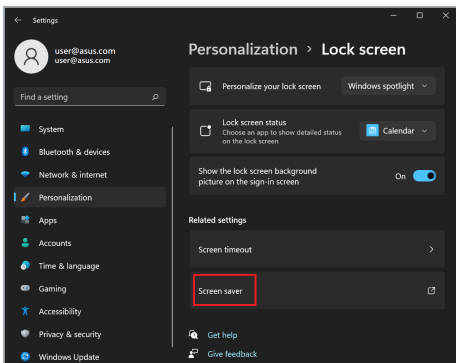 Settings
user@asus.com
user@asus.com
Find a setting
System
Bluetooth & devices
Network & internet
Personalization
Apps
Accounts
Time & language
Gaming
Accessibility
Privacy & security
Windows Update
Personalization > Lock screen
Personalize your lock screen
Windows spotlight
Lock screen status
Choose an app to show detailed status
on the lock screen
Calendar
Show the lock screen background
picture on the sign-in screen
On
Related settings
Screen timeout
Screen saver
Get help
Give feedback